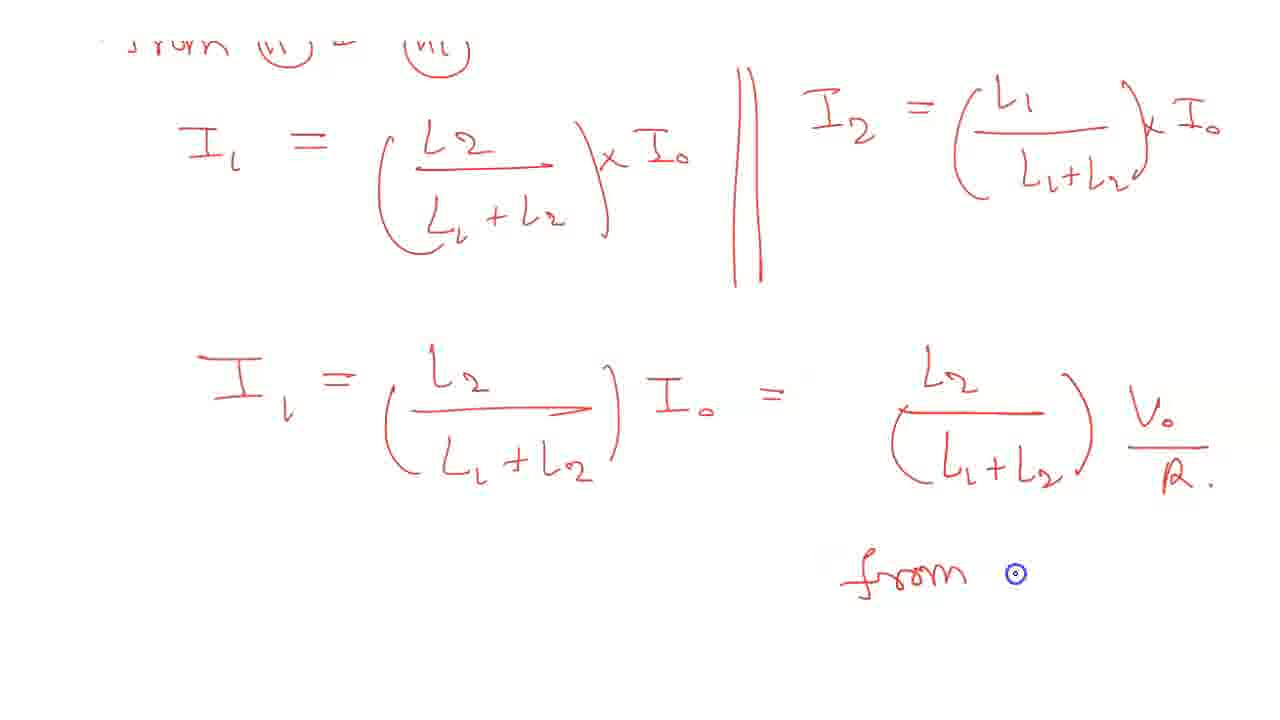 from (ii) & (iii)
I₁ = (L2 / (L₁ + L₂)) × I₀ || I₂ = (L₁ / (L₁+L₂)) × I₀
I₁ = (L₂ / (L₁ + L₂)) I₀ = (L₂ / (L₁+L₂)) V₀ / R.
from